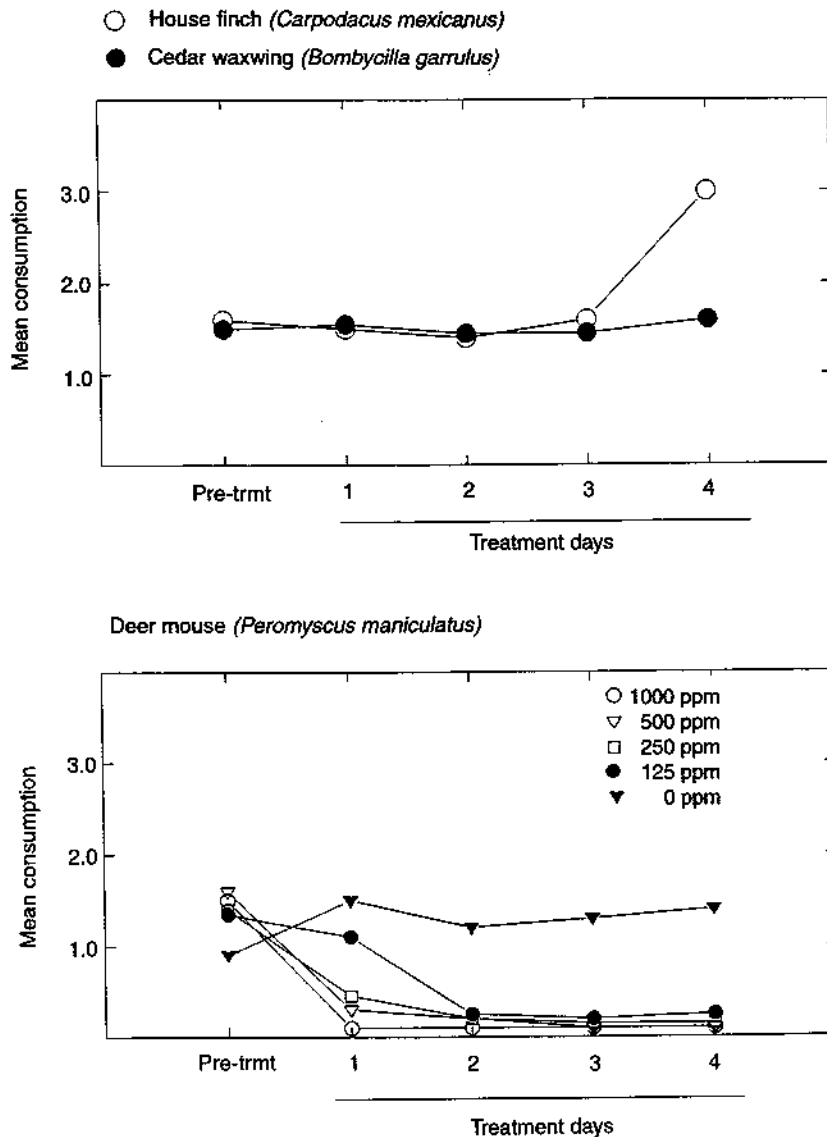 House finch (Carpodacus mexicanus)
Cedar waxwing (Bombycilla garrulus)
Mean consumption
3.0
2.0
1.0
Pre-trmt 1 2 3 4
Treatment days
Deer mouse (Peromyscus maniculatus)
1000 ppm
500 ppm
250 ppm
125 ppm
0 ppm
Mean consumption
3.0
2.0
1.0
Pre-trmt 1 2 3 4
Treatment days